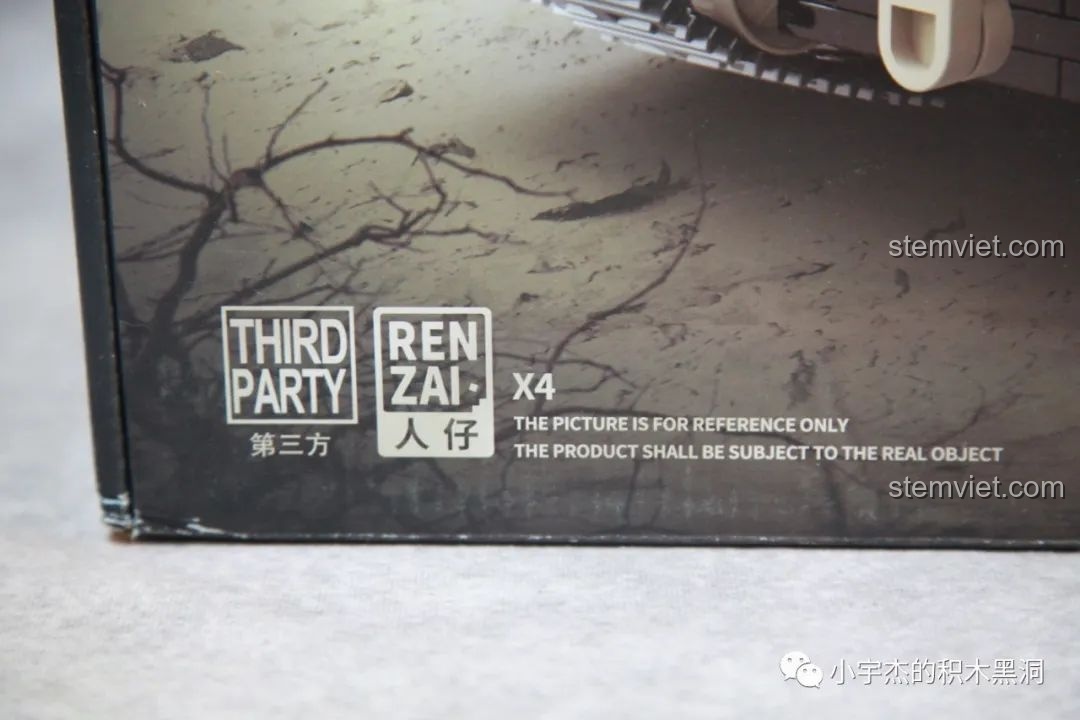 stemviet.com
THIRD
PARTY
第三方
REN
ZAI
人仔
X4
THE PICTURE IS FOR REFERENCE ONLY
THE PRODUCT SHALL BE SUBJECT TO THE REAL OBJECT
stemviet.com
小宇杰的积木黑洞